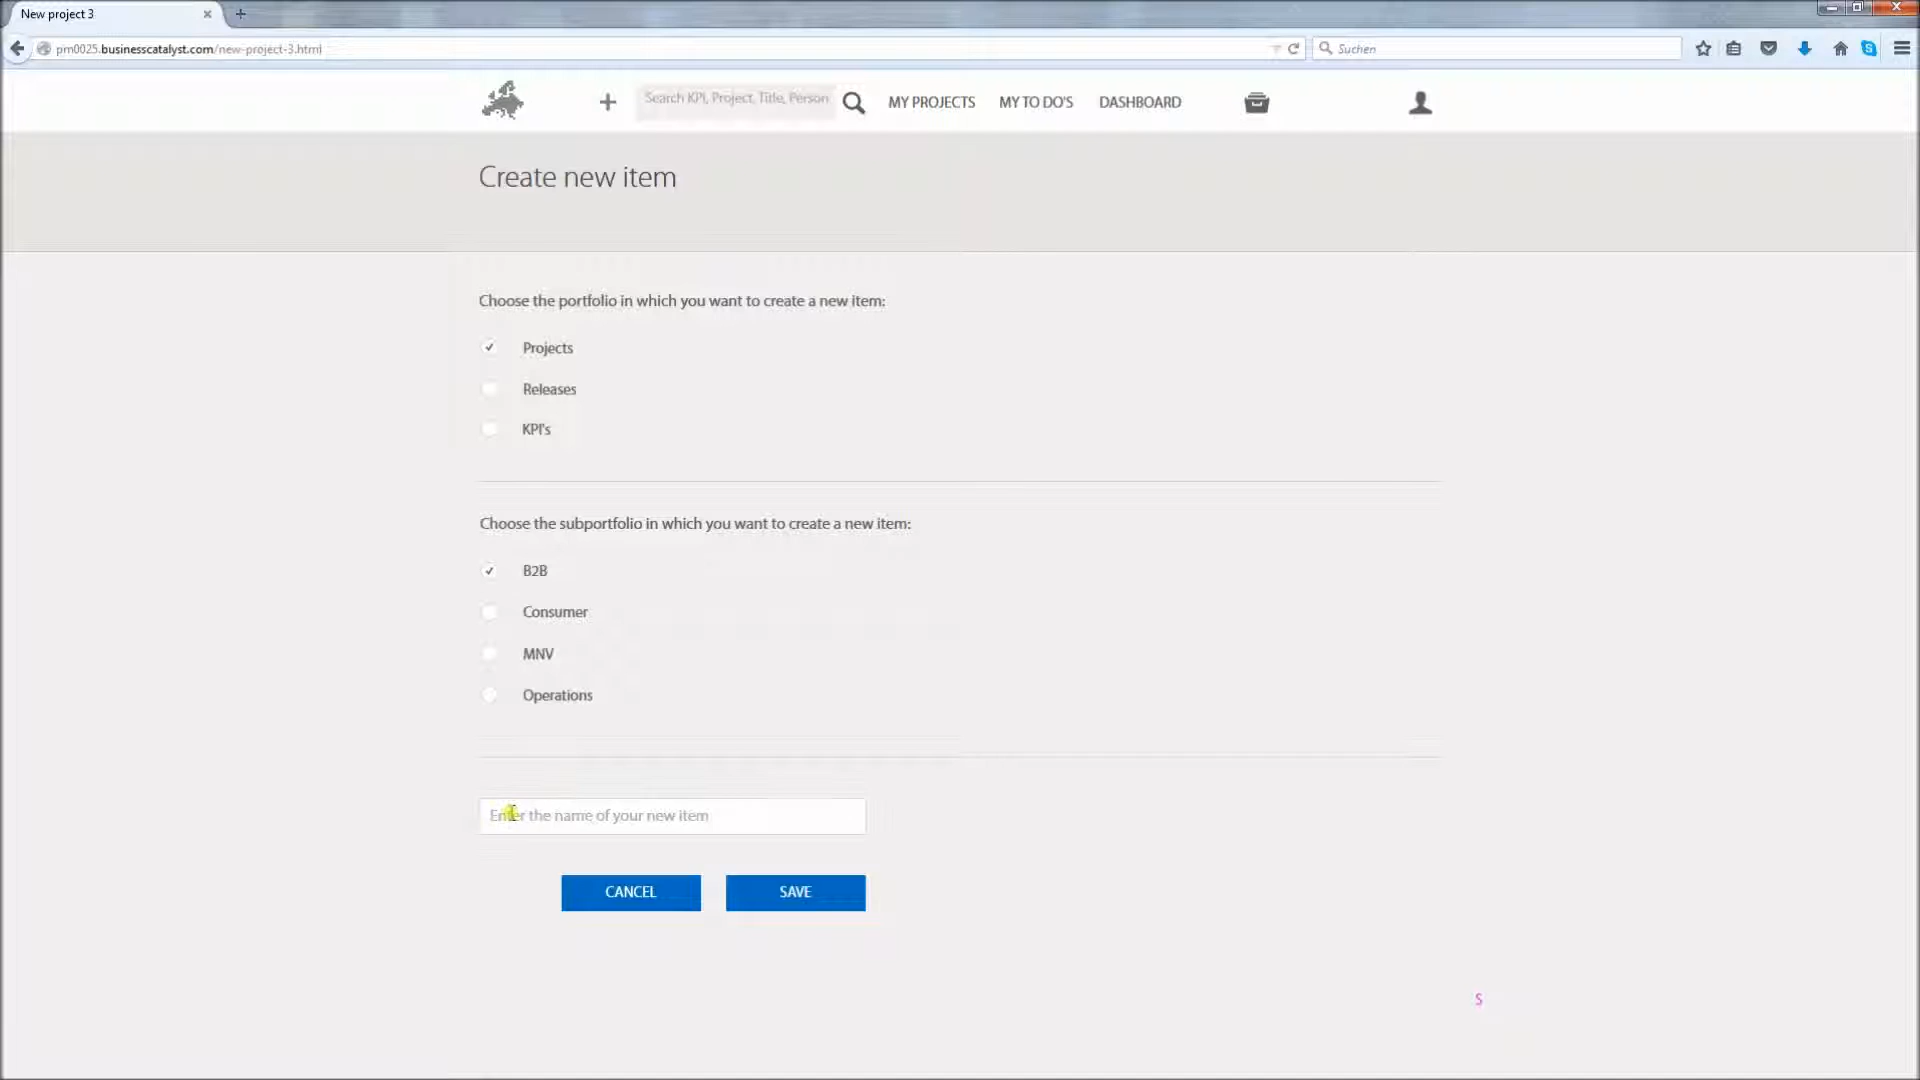 New project 3
pm0025.businesscatalyst.com/new-project-3.html
Suchen
Search KPI, Project, Title, Person
MY PROJECTS
MY TO DO'S
DASHBOARD
Create new item
Choose the portfolio in which you want to create a new item:
Projects
Releases
KPI's
Choose the subportfolio in which you want to create a new item:
B2B
Consumer
MNV
Operations
Enter the name of your new item
CANCEL
SAVE
S